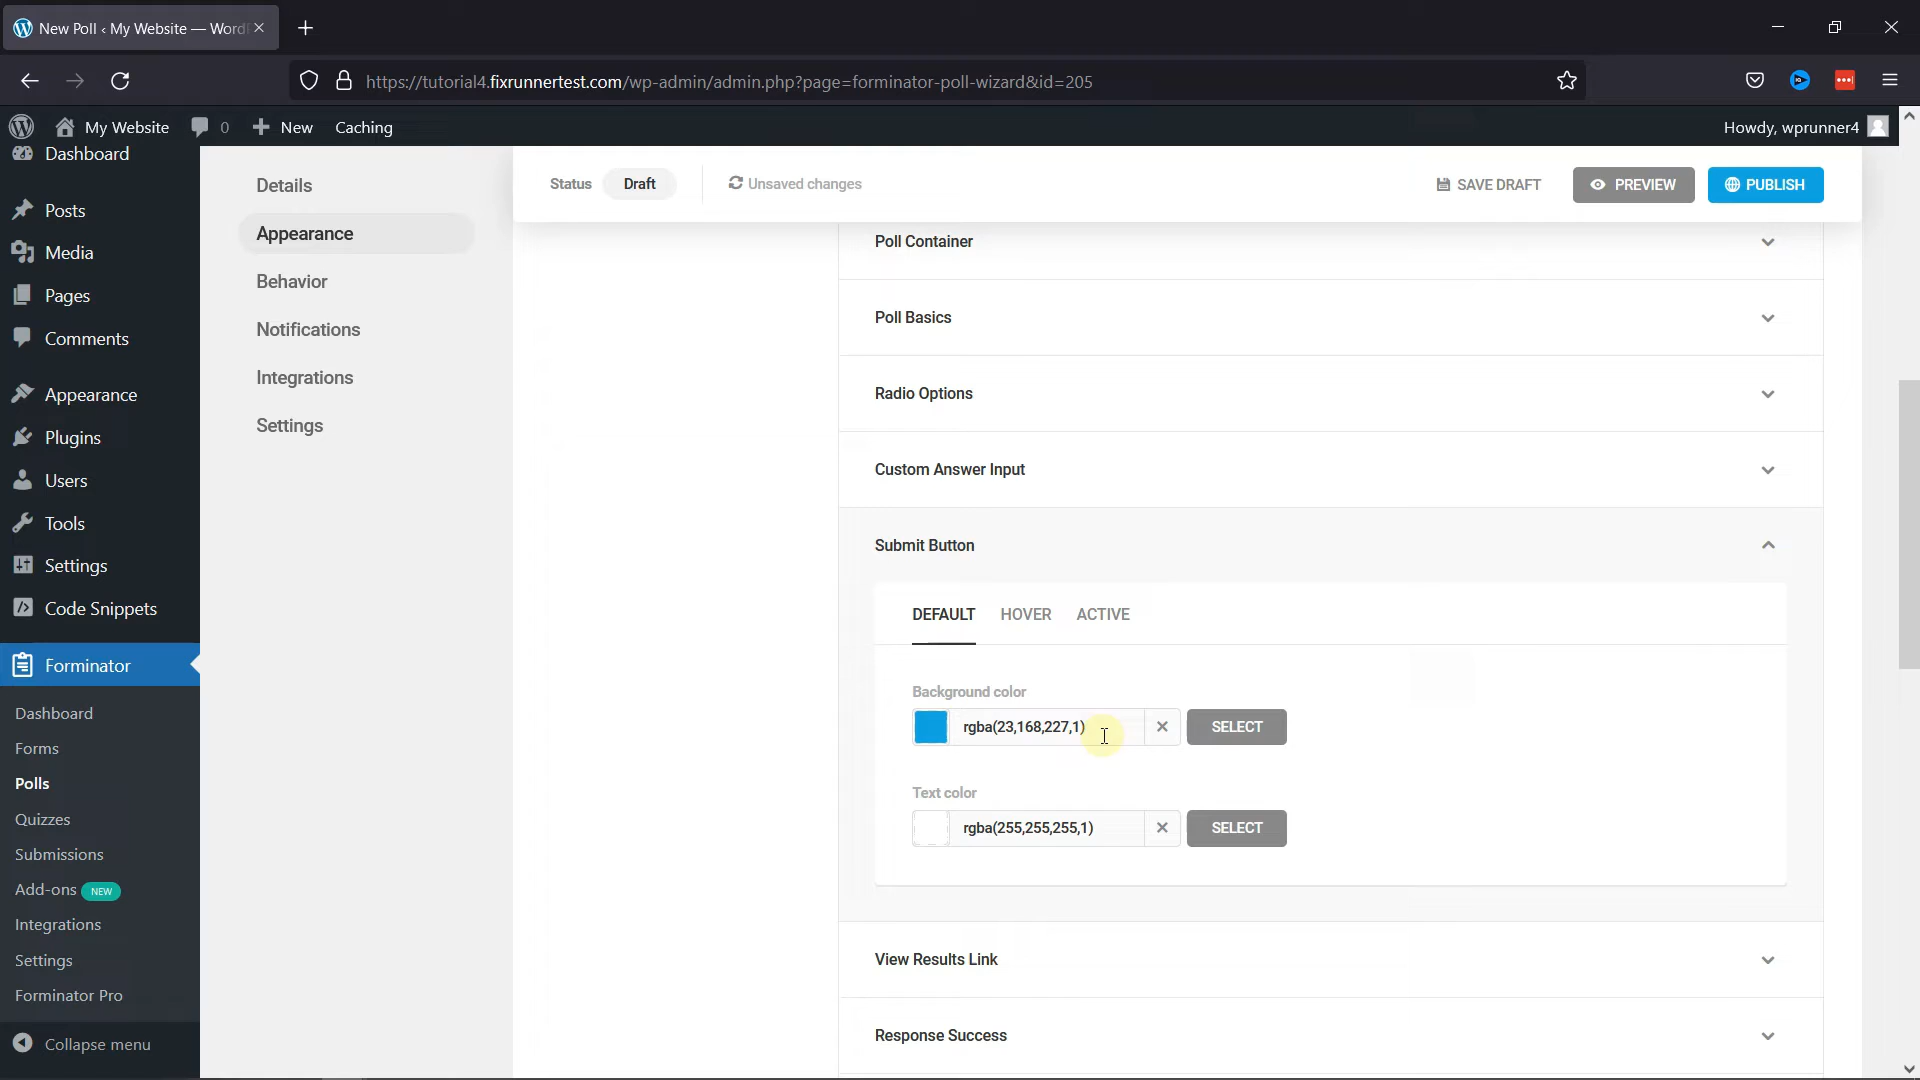 New Poll ‹ My Website — Word
https://tutorial4.fixrunnertest.com/wp-admin/admin.php?page=forminator-poll-wizard&id=205
My Website
0
New
Caching
Howdy, wprunner4
Dashboard
Posts
Media
Pages
Comments
Appearance
Plugins
Users
Tools
Settings
Code Snippets
Forminator
Dashboard
Forms
Polls
Quizzes
Submissions
Add-ons NEW
Integrations
Settings
Forminator Pro
Collapse menu
Details
Appearance
Behavior
Notifications
Integrations
Settings
Status
Draft
Unsaved changes
SAVE DRAFT
PREVIEW
PUBLISH
Poll Container
Poll Basics
Radio Options
Custom Answer Input
Submit Button
DEFAULT
HOVER
ACTIVE
Background color
rgba(23,168,227,1)
SELECT
Text color
rgba(255,255,255,1)
SELECT
View Results Link
Response Success